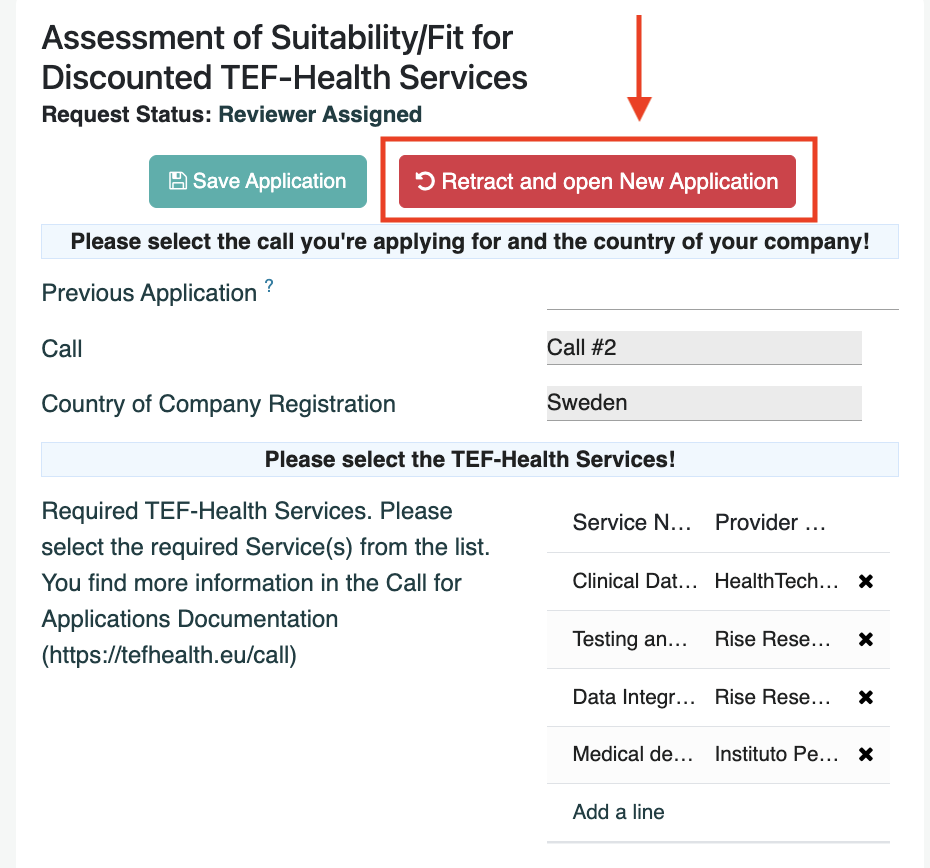 Assessment of Suitability/Fit for
Discounted TEF-Health Services
Request Status: Reviewer Assigned
Save Application
Retract and open New Application
Please select the call you're applying for and the country of your company!
Previous Application ?
Call
Call #2
Country of Company Registration
Sweden
Please select the TEF-Health Services!
Required TEF-Health Services. Please
select the required Service(s) from the list.
You find more information in the Call for
Applications Documentation
(https://tefhealth.eu/call)
Service N... Provider ...
Clinical Dat... HealthTech...
Testing an... Rise Rese...
Data Integr... Rise Rese...
Medical de... Instituto Pe...
Add a line